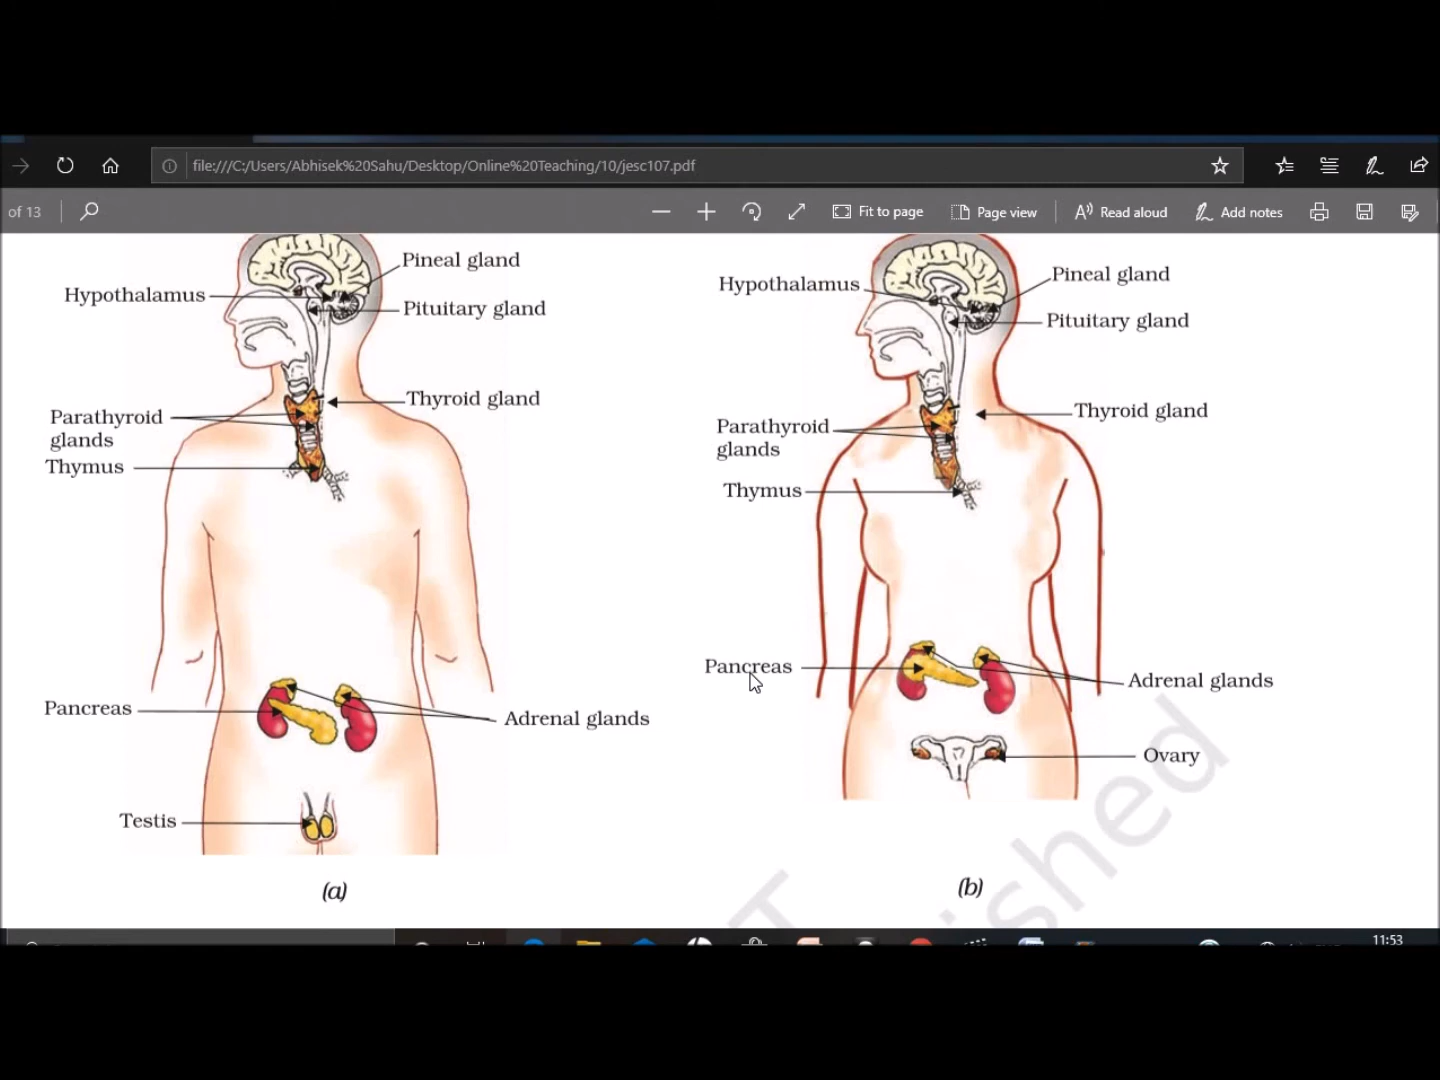 file:///C:/Users/Abhisek%20Sahu/Desktop/Online%20Teaching/10/jesc107.pdf
of 13
Fit to page
Page view
Read aloud
Add notes
Pineal gland
Hypothalamus
Pituitary gland
Thyroid gland
Parathyroid
glands
Thymus
Pancreas
Adrenal glands
Testis
(a)
Hypothalamus
Pineal gland
Pituitary gland
Thyroid gland
Parathyroid
glands
Thymus
Pancreas
Adrenal glands
Ovary
(b)
11:53